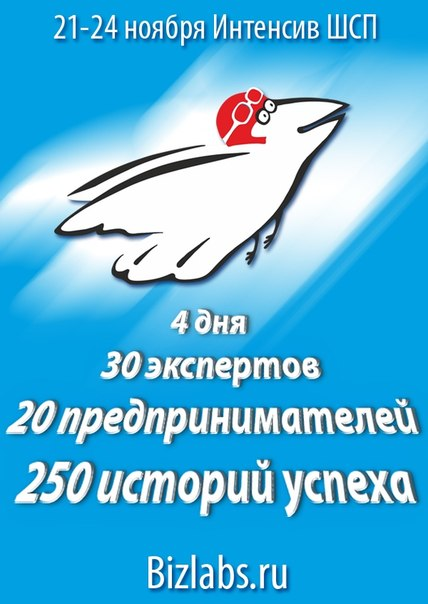 21-24 ноября Интенсив ШСП
4 дня
30 экспертов
20 предпринимателей
250 историй успеха
Bizlabs.ru